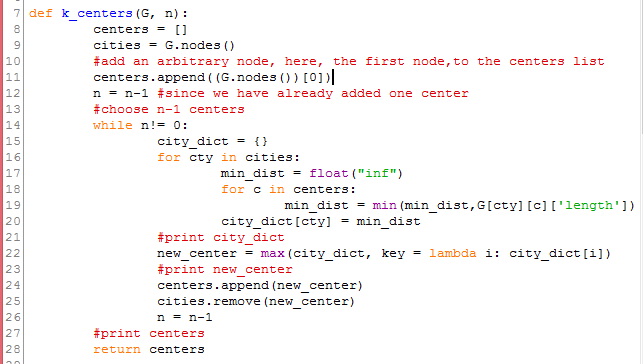 7 def k_centers(G, n):
8         centers = []
9         cities = G.nodes()
10         #add an arbitrary node, here, the first node,to the centers list
11         centers.append((G.nodes())[0])
12         n = n-1 #since we have already added one center
13         #choose n-1 centers
14         while n!= 0:
15                 city_dict = {}
16                 for cty in cities:
17                         min_dist = float("inf")
18                         for c in centers:
19                                 min_dist = min(min_dist,G[cty][c]['length'])
20                         city_dict[cty] = min_dist
21                 #print city_dict
22                 new_center = max(city_dict, key = lambda i: city_dict[i])
23                 #print new_center
24                 centers.append(new_center)
25                 cities.remove(new_center)
26                 n = n-1
27         #print centers
28         return centers